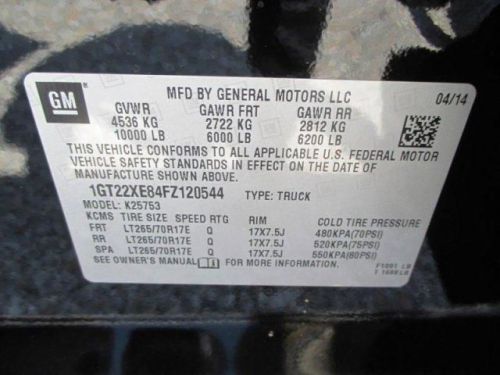 GM
MFD BY GENERAL MOTORS LLC
04/14
GVWR GAWR FRT GAWR RR
4536 KG 2722 KG 2812 KG
10000 LB 6000 LB 6200 LB
THIS VEHICLE CONFORMS TO ALL APPLICABLE U.S. FEDERAL MOTOR
VEHICLE SAFETY STANDARDS IN EFFECT ON THE DATE OF
MANUFACTURE SHOWN ABOVE.
1GT22XE84FZ120544 TYPE: TRUCK
MODEL: K25753
KCMS TIRE SIZE SPEED RTG RIM COLD TIRE PRESSURE
FRT LT265/70R17E Q 17X7.5J 480KPA(70PSI)
RR LT265/70R17E Q 17X7.5J 520KPA(75PSI)
SPA LT265/70R17E Q 17X7.5J 550KPA(80PSI)
SEE OWNER'S MANUAL FOR MORE INFORMATION.
LB
LB